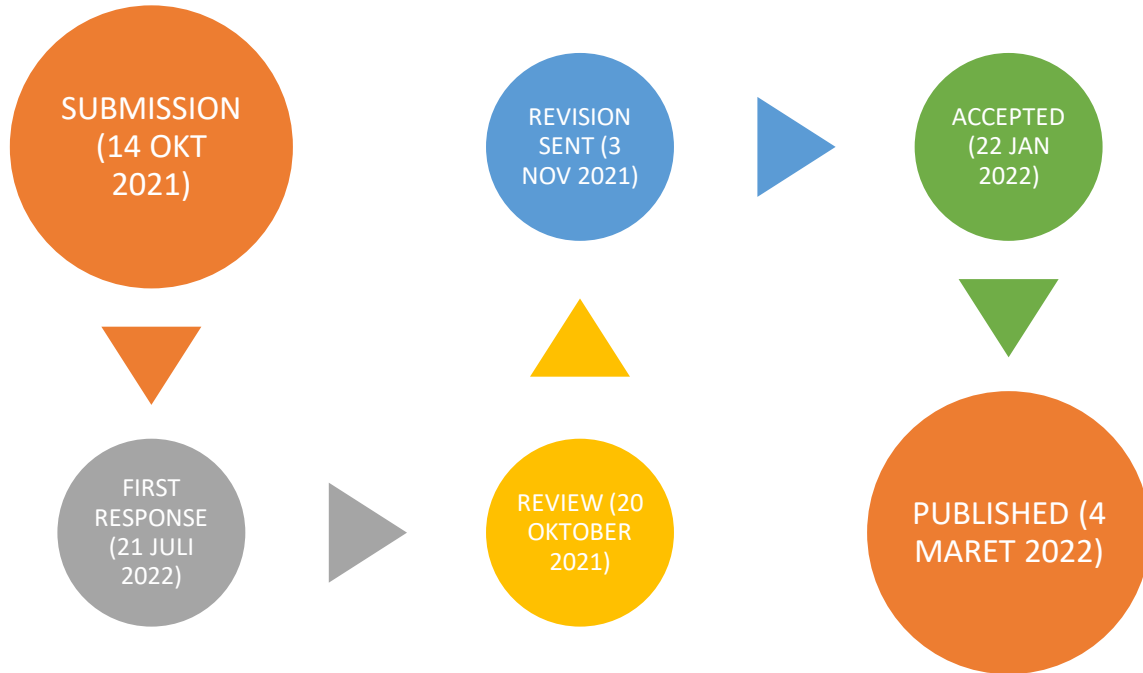 SUBMISSION
(14 OKT
2021)
FIRST
RESPONSE
(21 JULI
2022)
REVIEW (20
OKTOBER
2021)
REVISION
SENT (3
NOV 2021)
ACCEPTED
(22 JAN
2022)
PUBLISHED (4
MARET 2022)